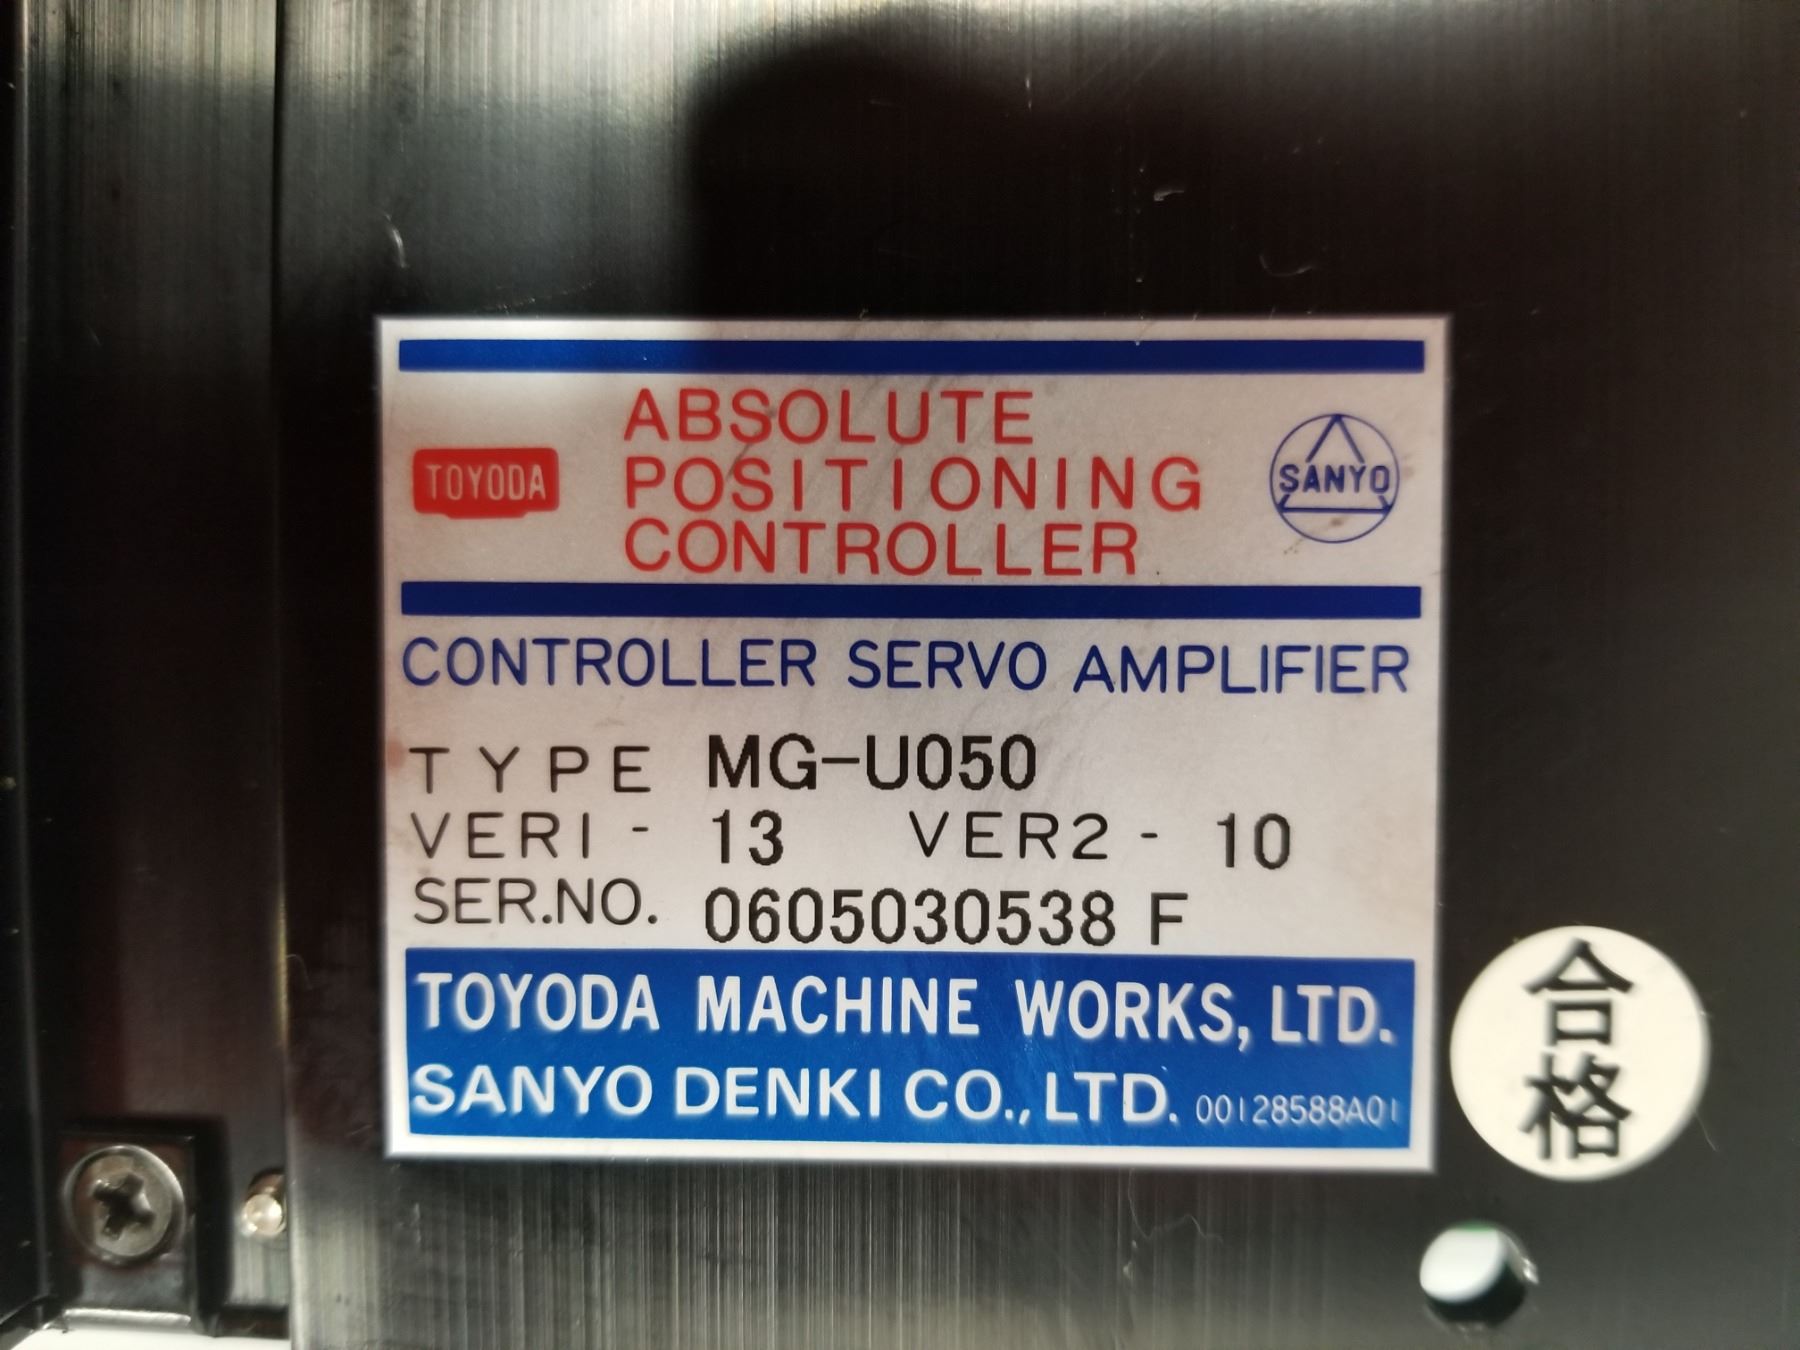 ABSOLUTE
TOYODA POSITIONING SANYO
CONTROLLER
CONTROLLER SERVO AMPLIFIER
TYPE MG-U050
VER1 - 13 VER2 - 10
SER.NO. 0605030538 F
TOYODA MACHINE WORKS, LTD.
SANYO DENKI CO., LTD. 00128588A01
合格